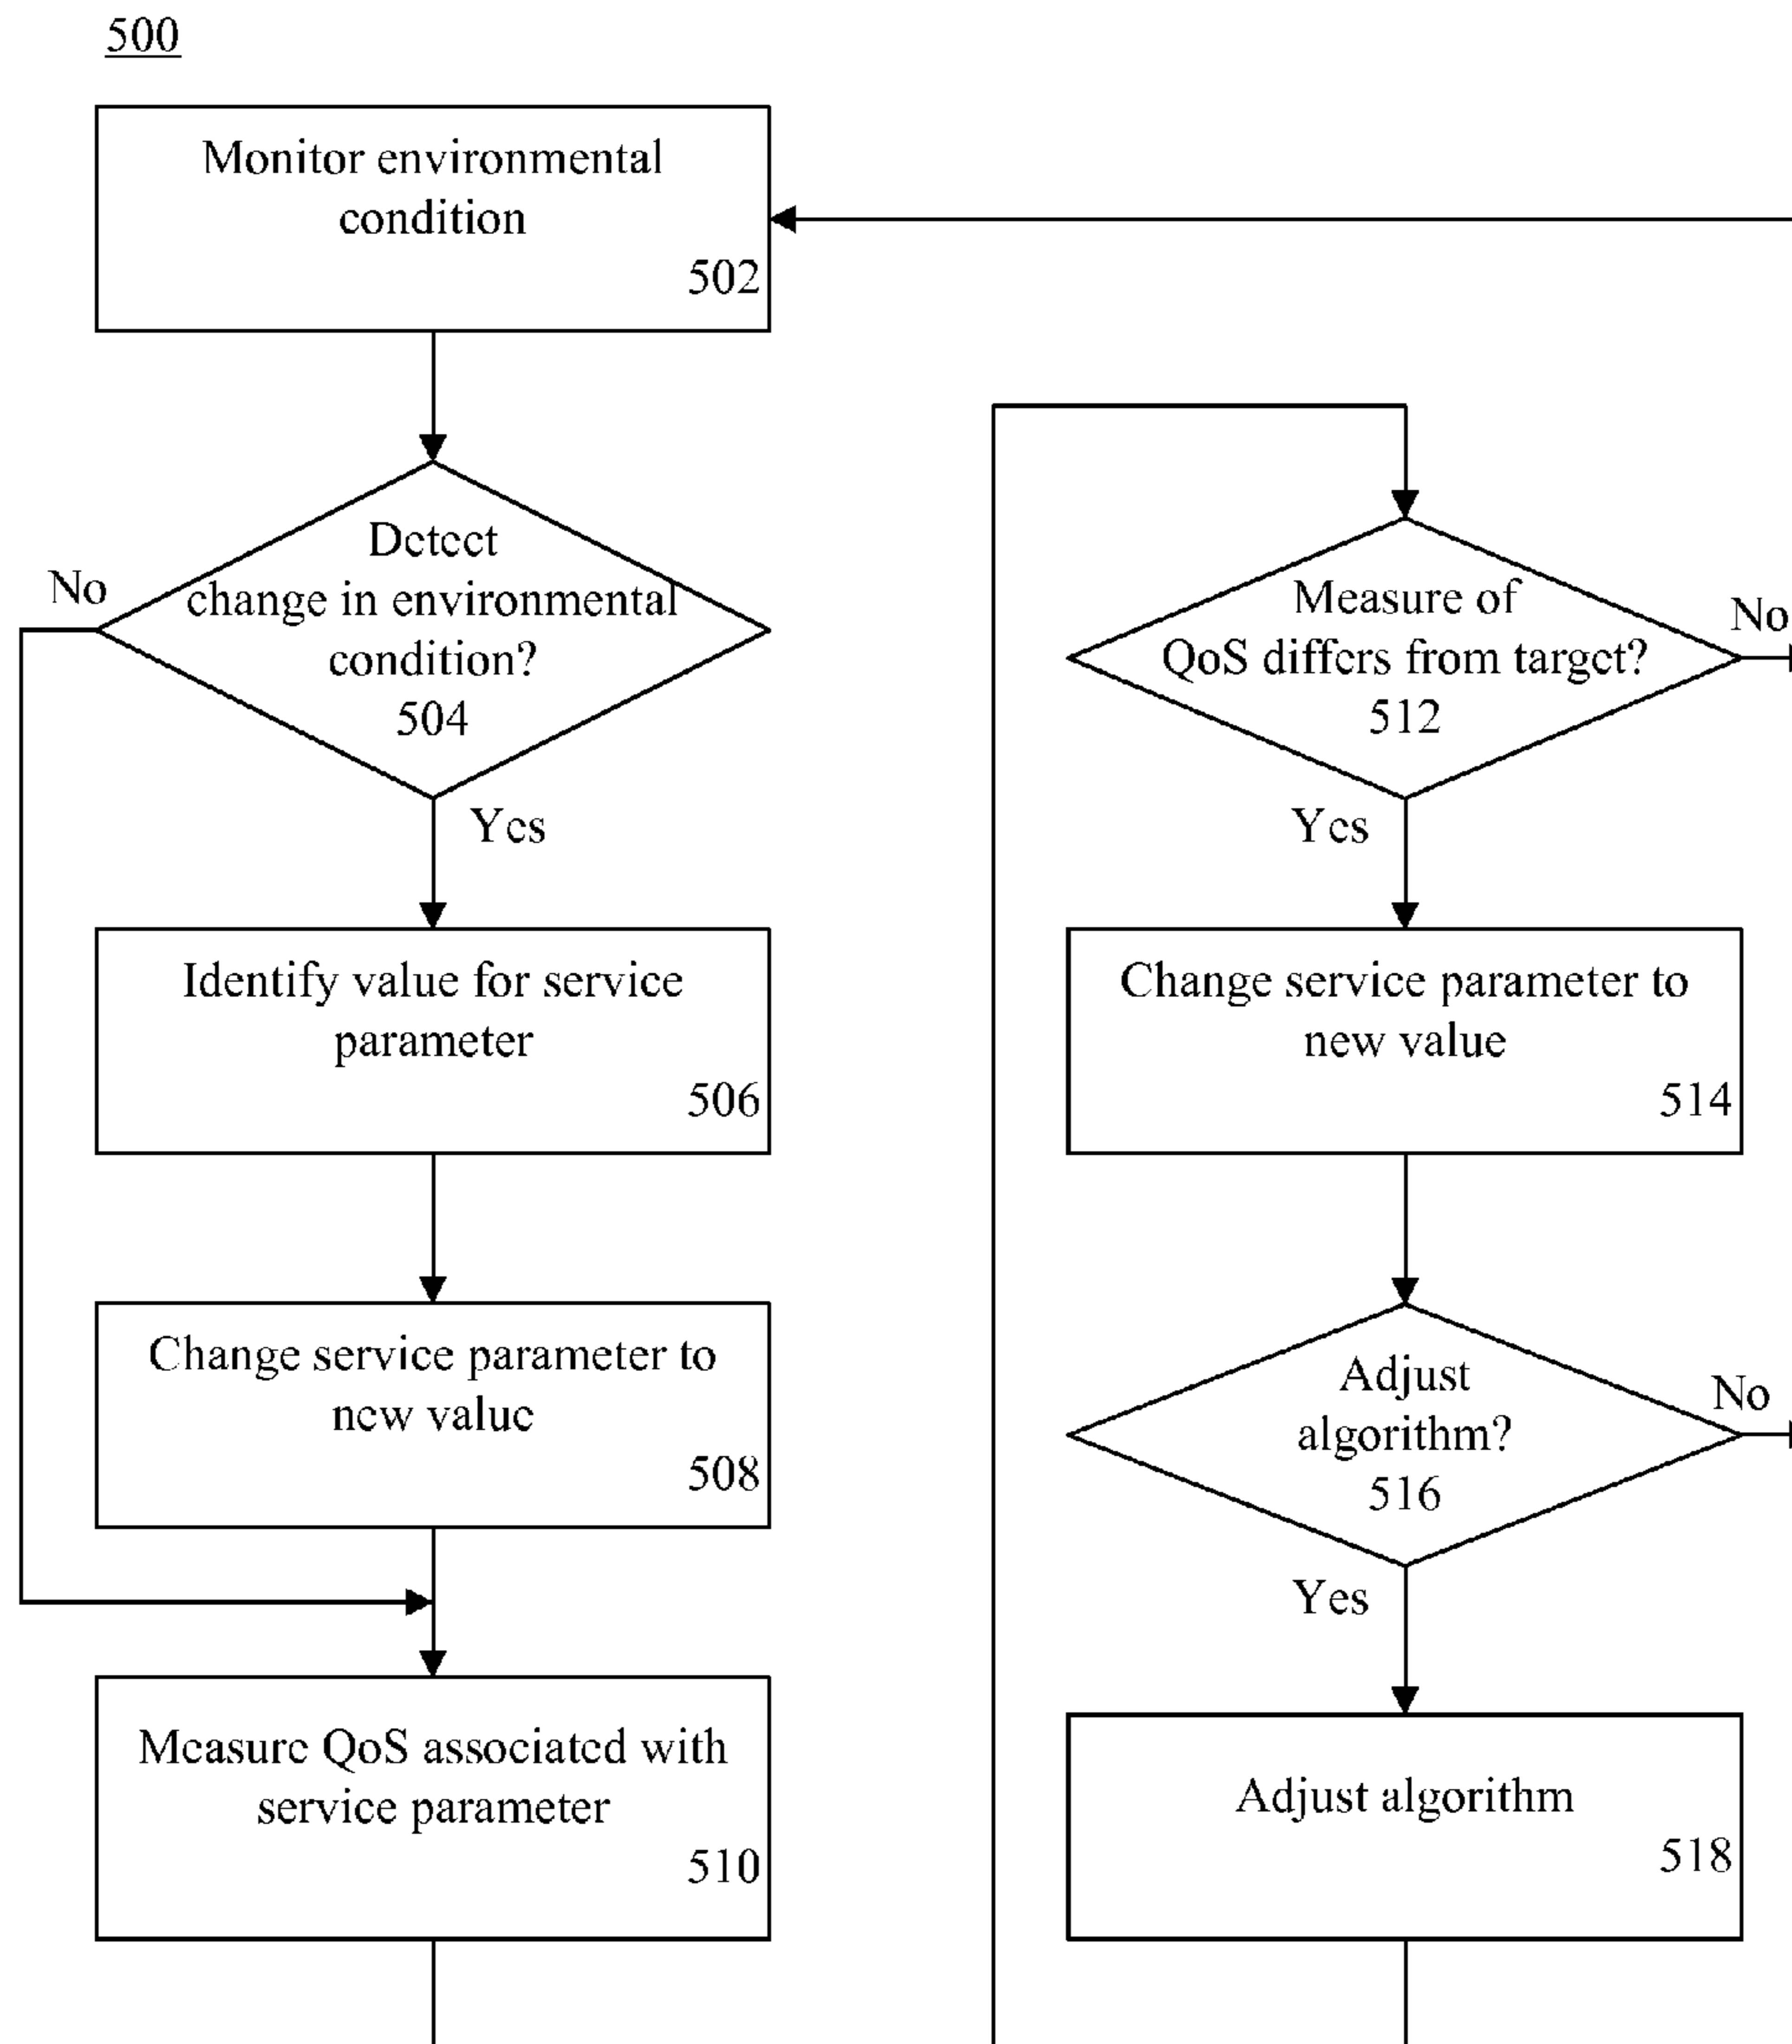 500
Monitor environmental
condition
502
Detect
change in environmental
condition?
504
No
Yes
Identify value for service
parameter
506
Change service parameter to
new value
508
Measure QoS associated with
service parameter
510
Measure of
QoS differs from target?
512
No
Yes
Change service parameter to
new value
514
Adjust
algorithm?
516
No
Yes
Adjust algorithm
518